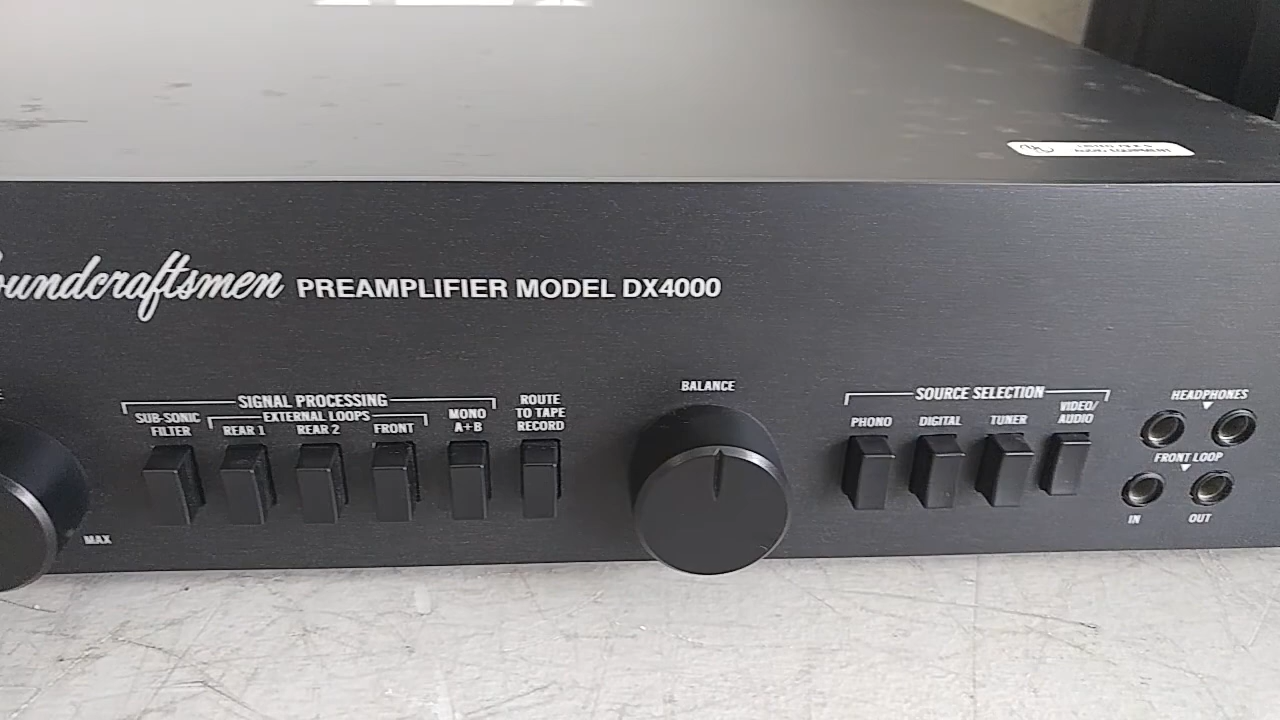 oundcraftsmen PREAMPLIFIER MODEL DX4000
SIGNAL PROCESSING
SUB-SONIC
FILTER
EXTERNAL LOOPS
REAR 1 REAR 2 FRONT
MONO
A+B
ROUTE
TO TAPE
RECORD
MAX
BALANCE
SOURCE SELECTION
PHONO DIGITAL TUNER
VIDEO/
AUDIO
HEADPHONES
FRONT LOOP
IN OUT